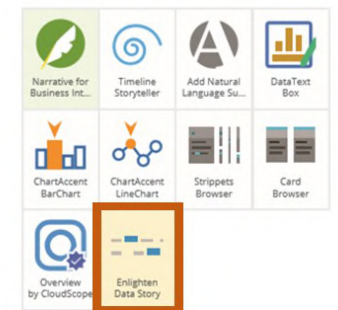 Narrative for
Business Int...
Timeline
Storyteller
Add Natural
Language Su...
DataText
Box
ChartAccent
BarChart
ChartAccent
LineChart
Strippets
Browser
Card
Browser
Overview
by CloudScope
Enlighten
Data Story